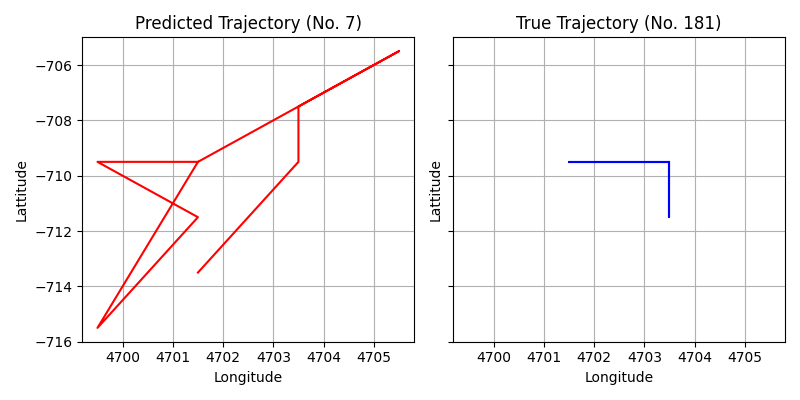 Predicted Trajectory (No. 7)
True Trajectory (No. 181)
Lattitude
−706
−708
−710
−712
−714
−716
4700 4701 4702 4703 4704 4705
Longitude
Lattitude
4700 4701 4702 4703 4704 4705
Longitude